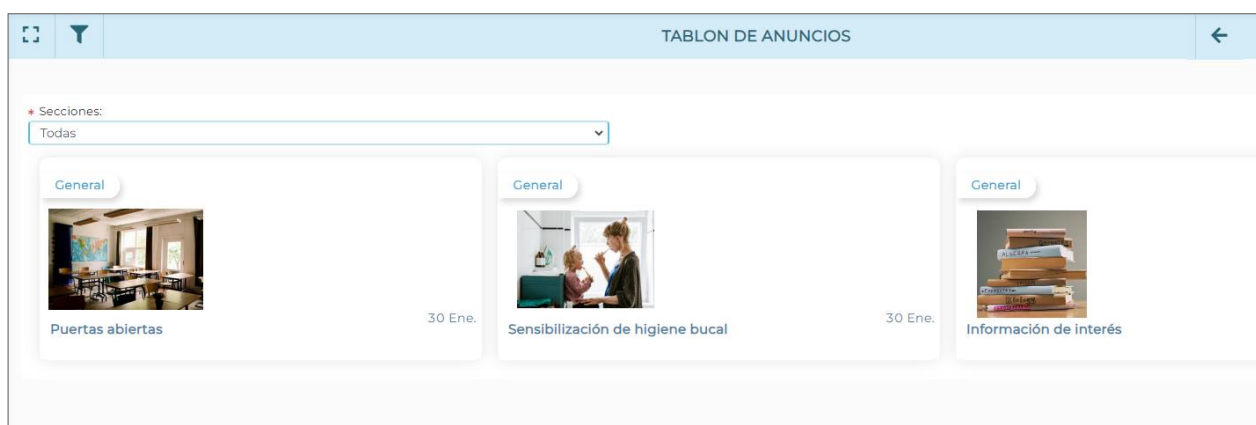 TABLON DE ANUNCIOS
* Secciones:
Todas
General
Puertas abiertas
30 Ene.
General
Sensibilización de higiene bucal
30 Ene.
General
ALGEBRA
Información de interés